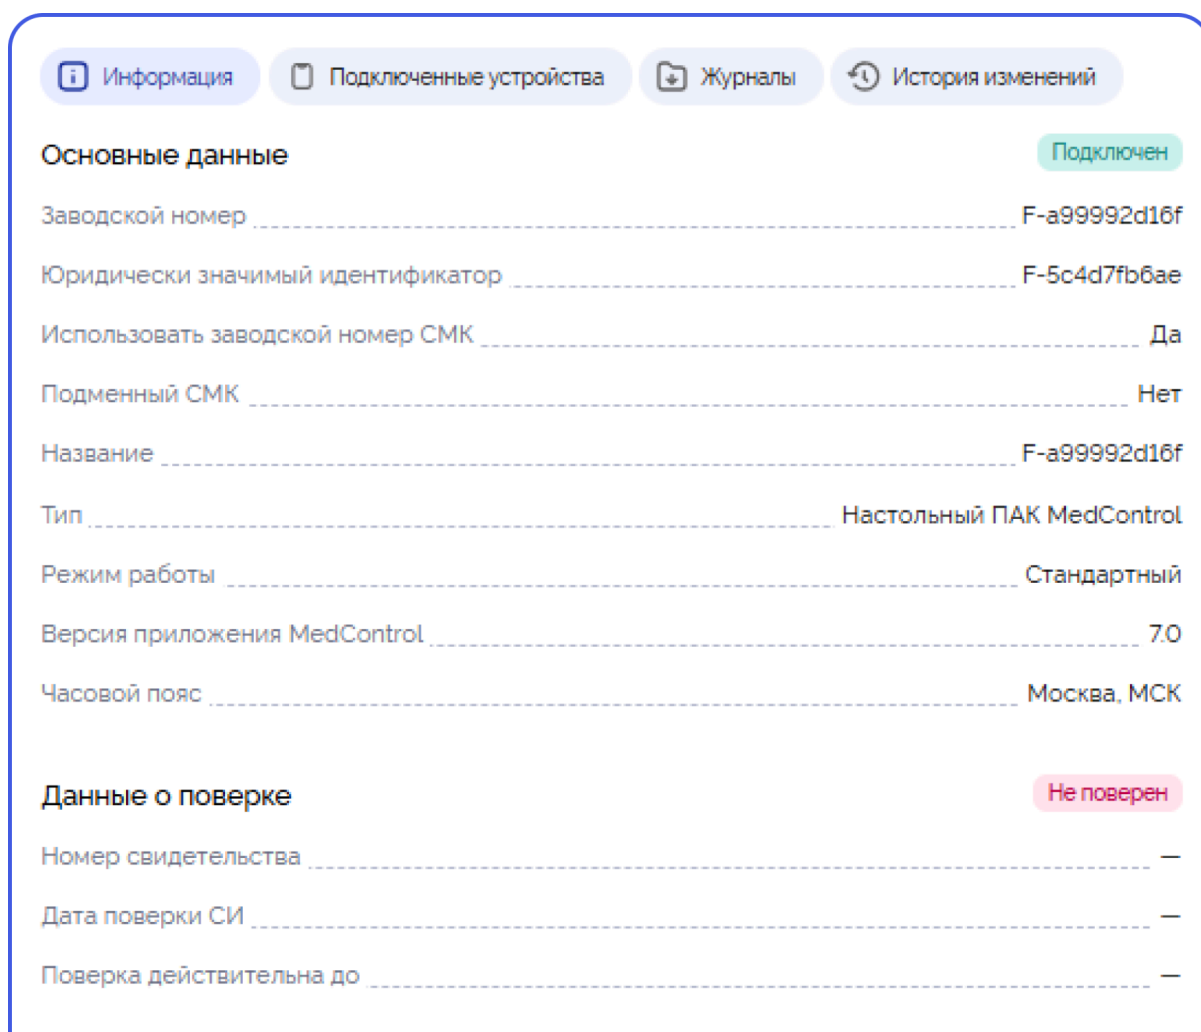 Информация Подключенные устройства Журналы История изменений
Основные данные Подключен
Заводской номер F-a99992d16f
Юридически значимый идентификатор F-5c4d7fb6ae
Использовать заводской номер СМК Да
Подменный СМК Нет
Название F-a99992d16f
Тип Настольный ПАК MedControl
Режим работы Стандартный
Версия приложения MedControl 7.0
Часовой пояс Москва, МСК
Данные о поверке Не поверен
Номер свидетельства —
Дата поверки СИ —
Поверка действительна до —